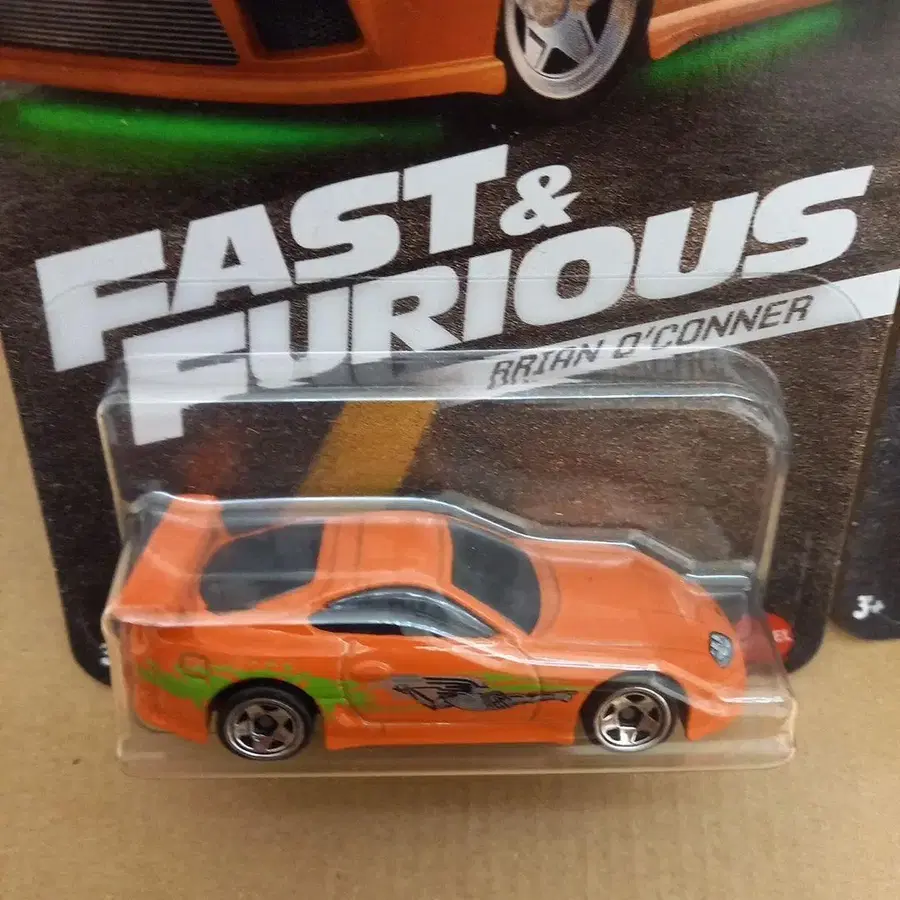 FAST &
FURIOUS
BRIAN O'CONNER
3+